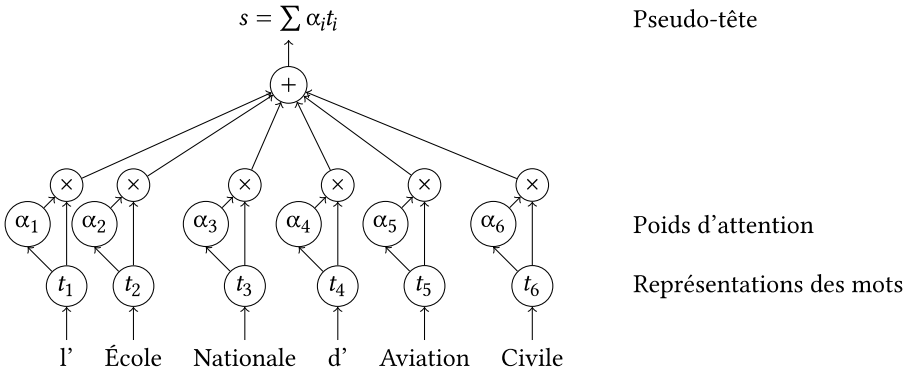 s = ∑ αᵢtᵢ Pseudo-tête
+
× × × × × ×
α₁ α₂ α₃ α₄ α₅ α₆ Poids d'attention
t₁ t₂ t₃ t₄ t₅ t₆ Représentations des mots
l' École Nationale d' Aviation Civile